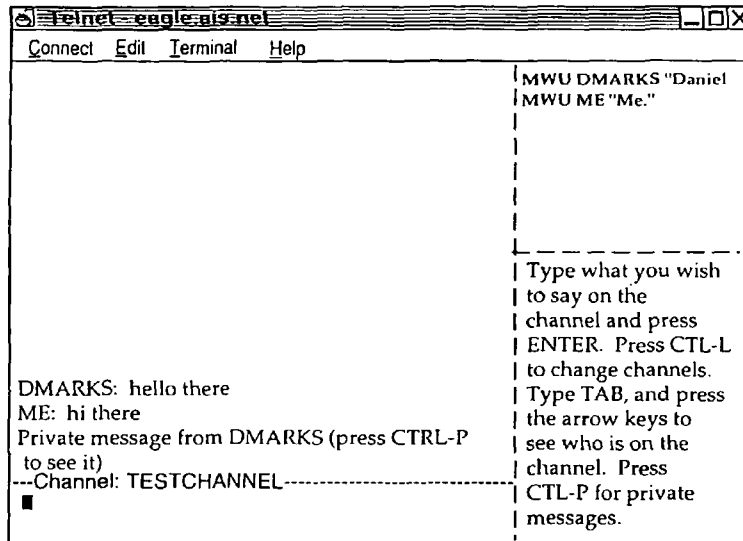 Telnet - eagle.ais.net
Connect Edit Terminal Help
MWU DMARKS "Daniel
MWU ME "Me."
DMARKS: hello there
ME: hi there
Private message from DMARKS (press CTRL-P
to see it)
---Channel: TESTCHANNEL---------------------------
Type what you wish
to say on the
channel and press
ENTER. Press CTL-L
to change channels.
Type TAB, and press
the arrow keys to
see who is on the
channel. Press
CTL-P for private
messages.